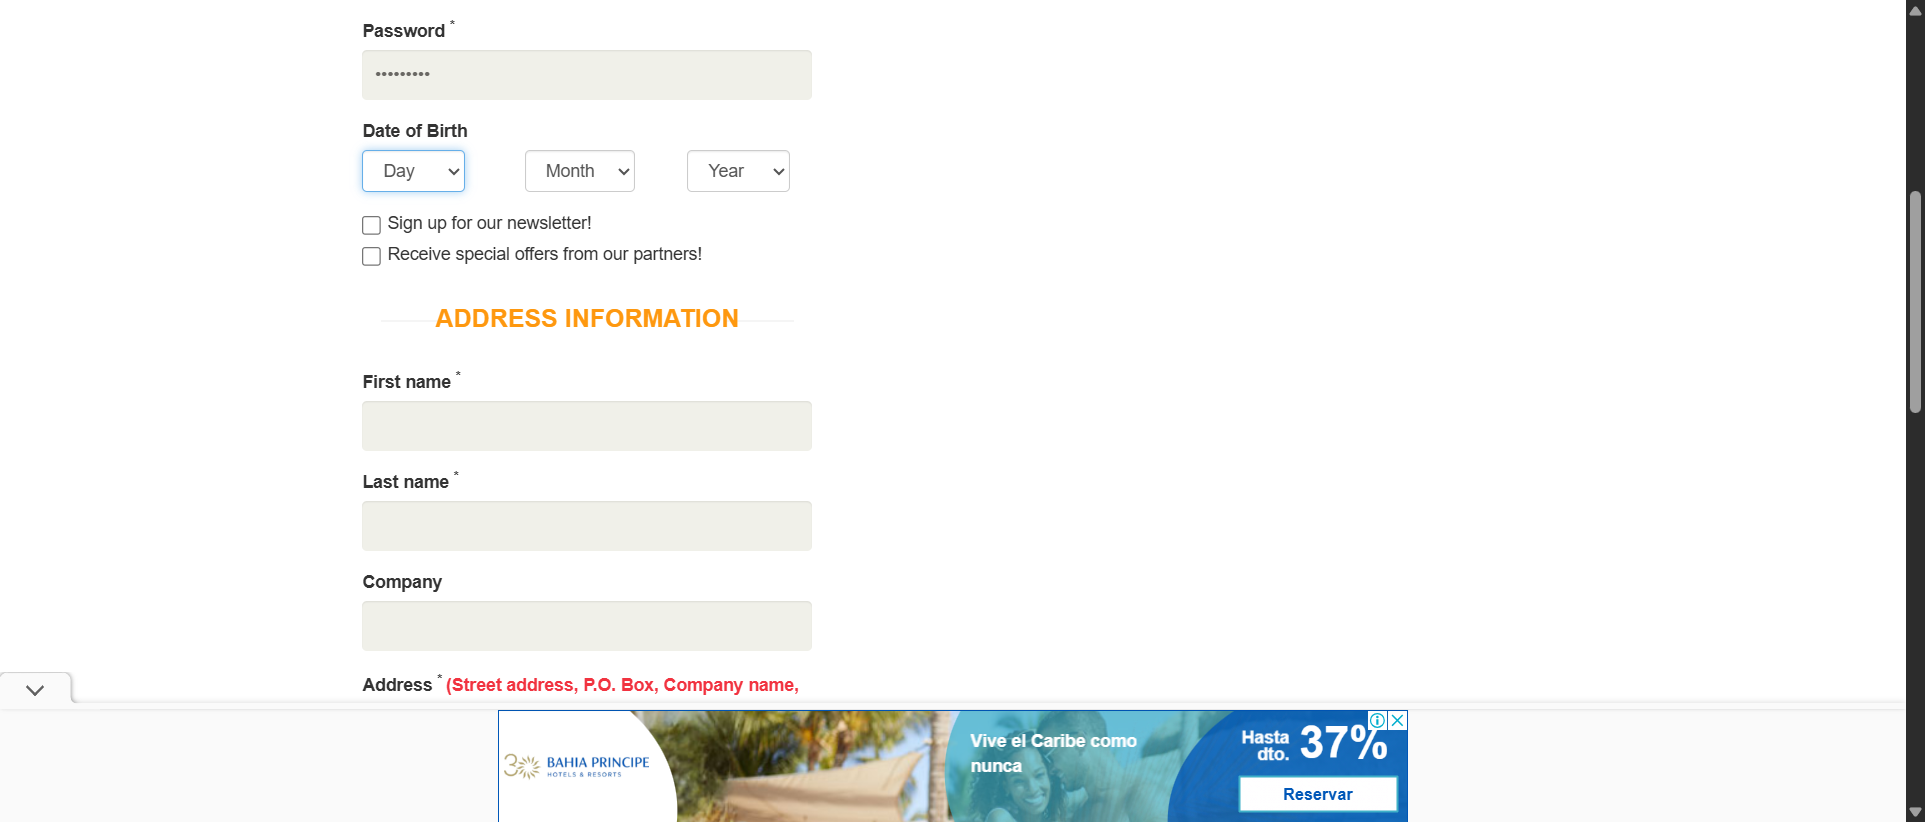 Password *
•••••••••
Date of Birth
Day Month Year
Sign up for our newsletter!
Receive special offers from our partners!
ADDRESS INFORMATION
First name *
Last name *
Company
Address * (Street address, P.O. Box, Company name,
30 BAHIA PRINCIPE
HOTELS & RESORTS
Vive el Caribe como
nunca
Hasta
dto. 37%
Reservar